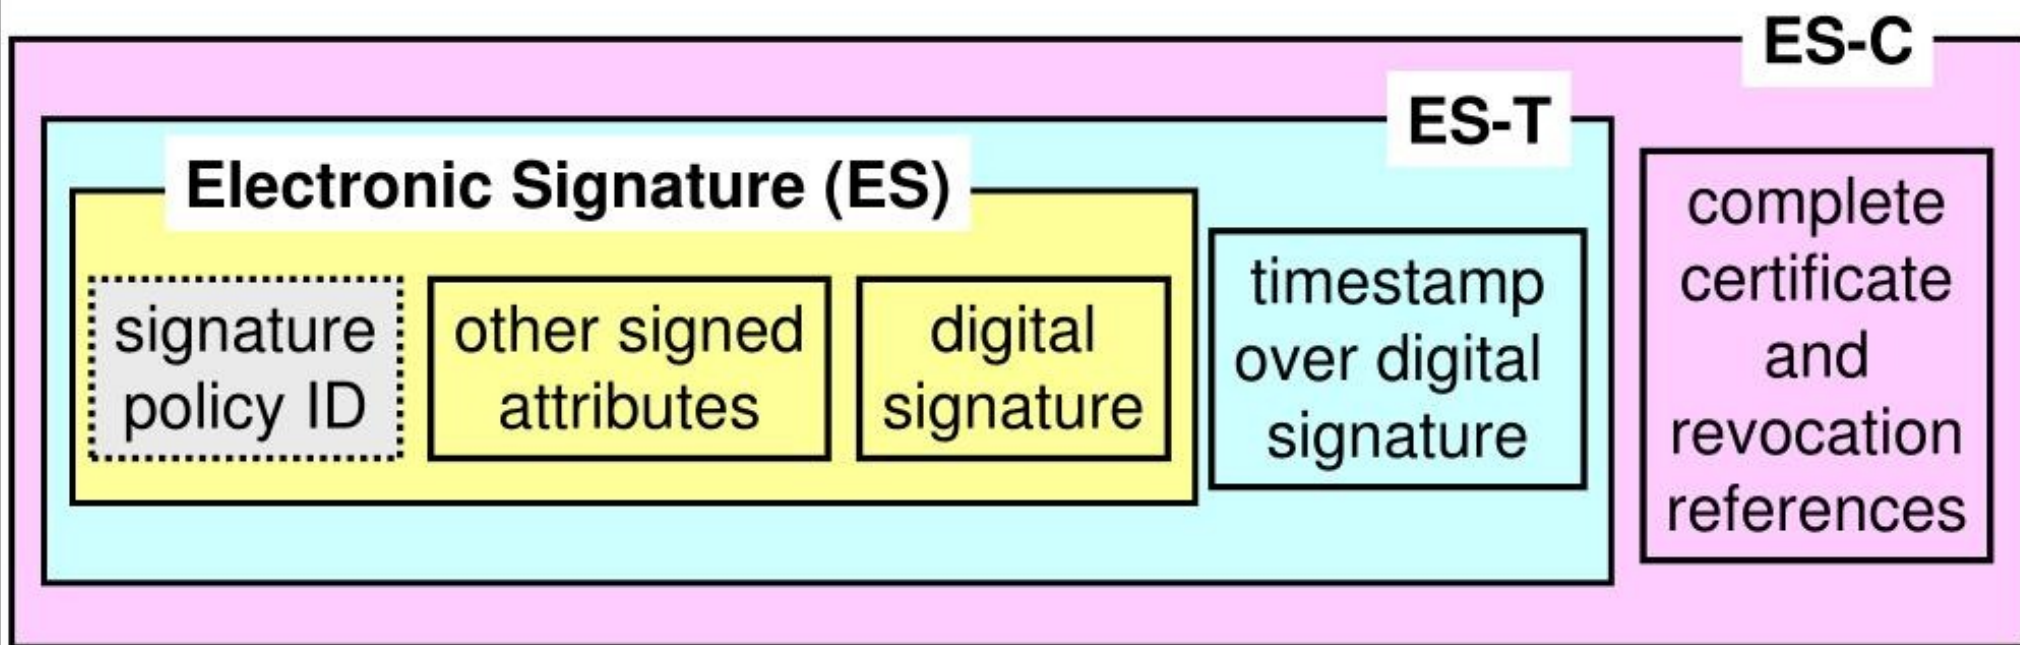 ES-C
ES-T
Electronic Signature (ES)
signature
policy ID
other signed
attributes
digital
signature
timestamp
over digital
signature
complete
certificate
and
revocation
references